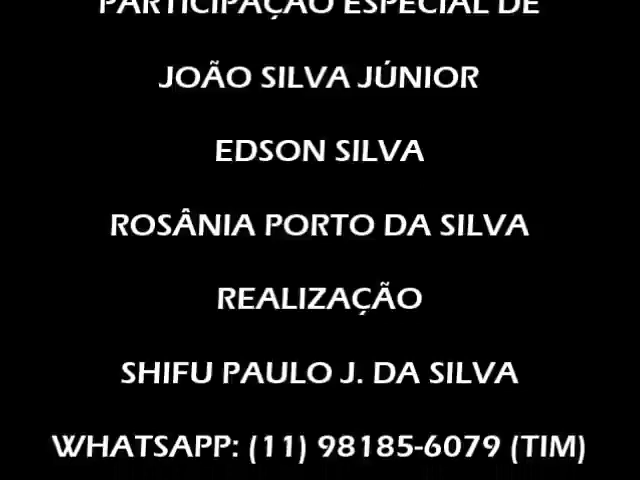 PARTICIPAÇÃO ESPECIAL DE
JOÃO SILVA JÚNIOR
EDSON SILVA
ROSÂNIA PORTO DA SILVA
REALIZAÇÃO
SHIFU PAULO J. DA SILVA
WHATSAPP: (11) 98185-6079 (TIM)